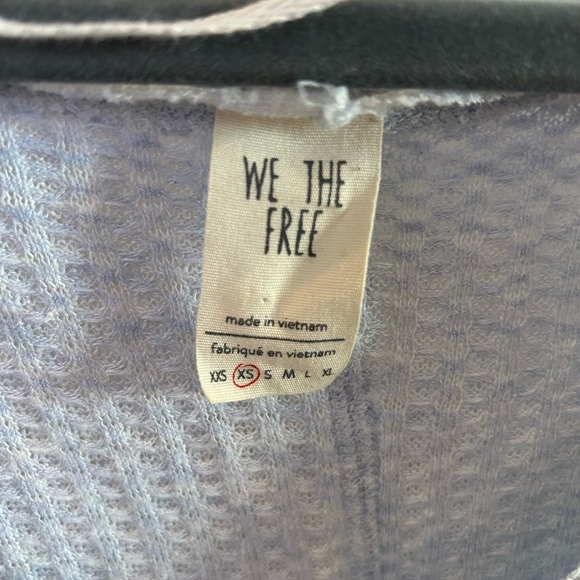 WE THE
FREE
made in vietnam
fabriqué en vietnam
XXS XS S M L XL